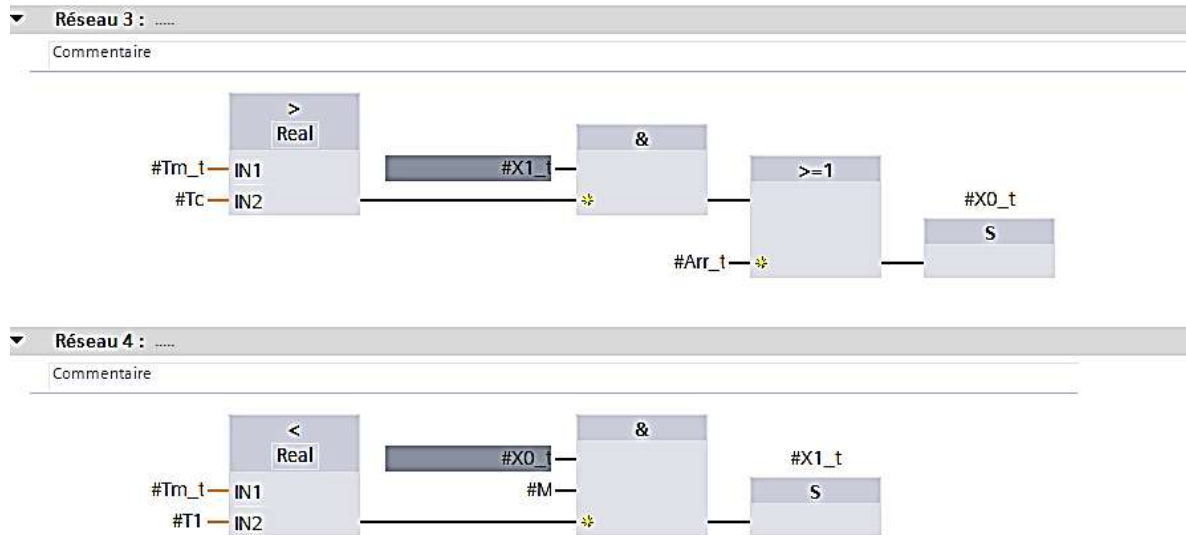 Réseau 3 : .....
Commentaire
>
Real
&
#Tm_t
IN1
#X1_t
>=1
#Tc
IN2
#X0_t
S
#Arr_t
Réseau 4 : .....
Commentaire
<
Real
&
#X0_t
#X1_t
#Tm_t
IN1
#M
S
#T1
IN2